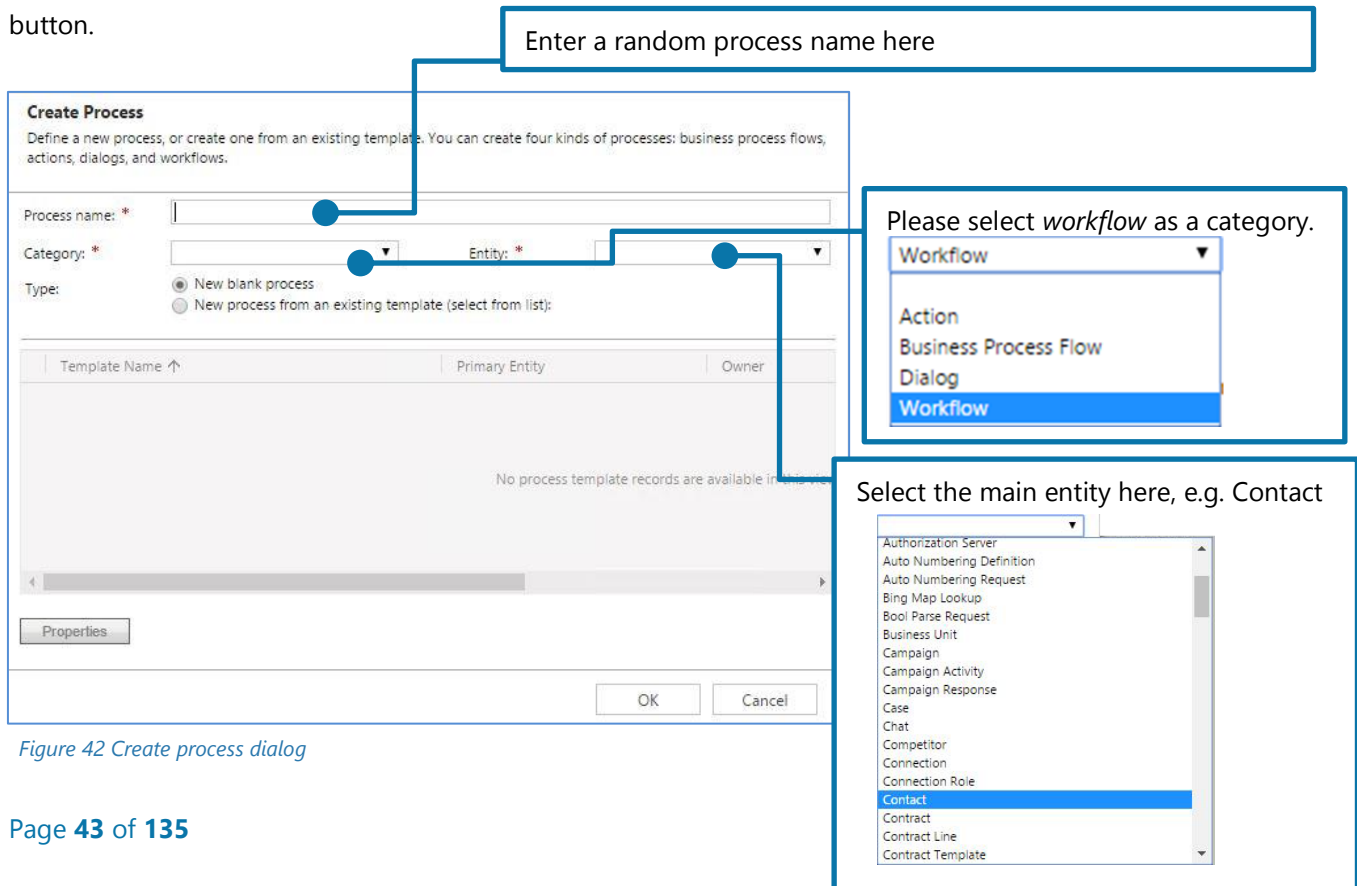 button.
Enter a random process name here
Create Process
Define a new process, or create one from an existing template. You can create four kinds of processes: business process flows,
actions, dialogs, and workflows.
Process name: *
Category: * Entity: *
Type: New blank process
New process from an existing template (select from list):
Template Name ↑ Primary Entity Owner
No process template records are available in this
Properties
OK Cancel
Please select workflow as a category.
Workflow
Action
Business Process Flow
Dialog
Workflow
Select the main entity here, e.g. Contact
Authorization Server
Auto Numbering Definition
Auto Numbering Request
Bing Map Lookup
Bool Parse Request
Business Unit
Campaign
Campaign Activity
Campaign Response
Case
Chat
Competitor
Connection
Connection Role
Contact
Contract
Contract Line
Contract Template
Figure 42 Create process dialog
Page 43 of 135